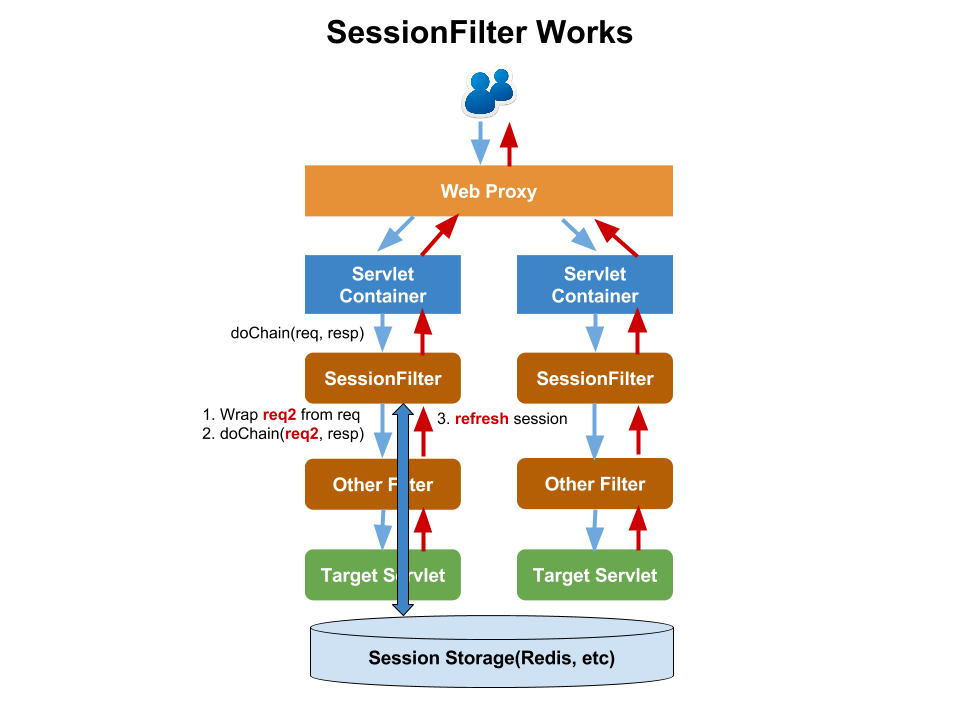 SessionFilter Works
Web Proxy
Servlet
Container
Servlet
Container
doChain(req, resp)
SessionFilter
SessionFilter
1. Wrap req2 from req
2. doChain(req2, resp)
3. refresh session
Other Filter
Other Filter
Target Servlet
Target Servlet
Session Storage(Redis, etc)